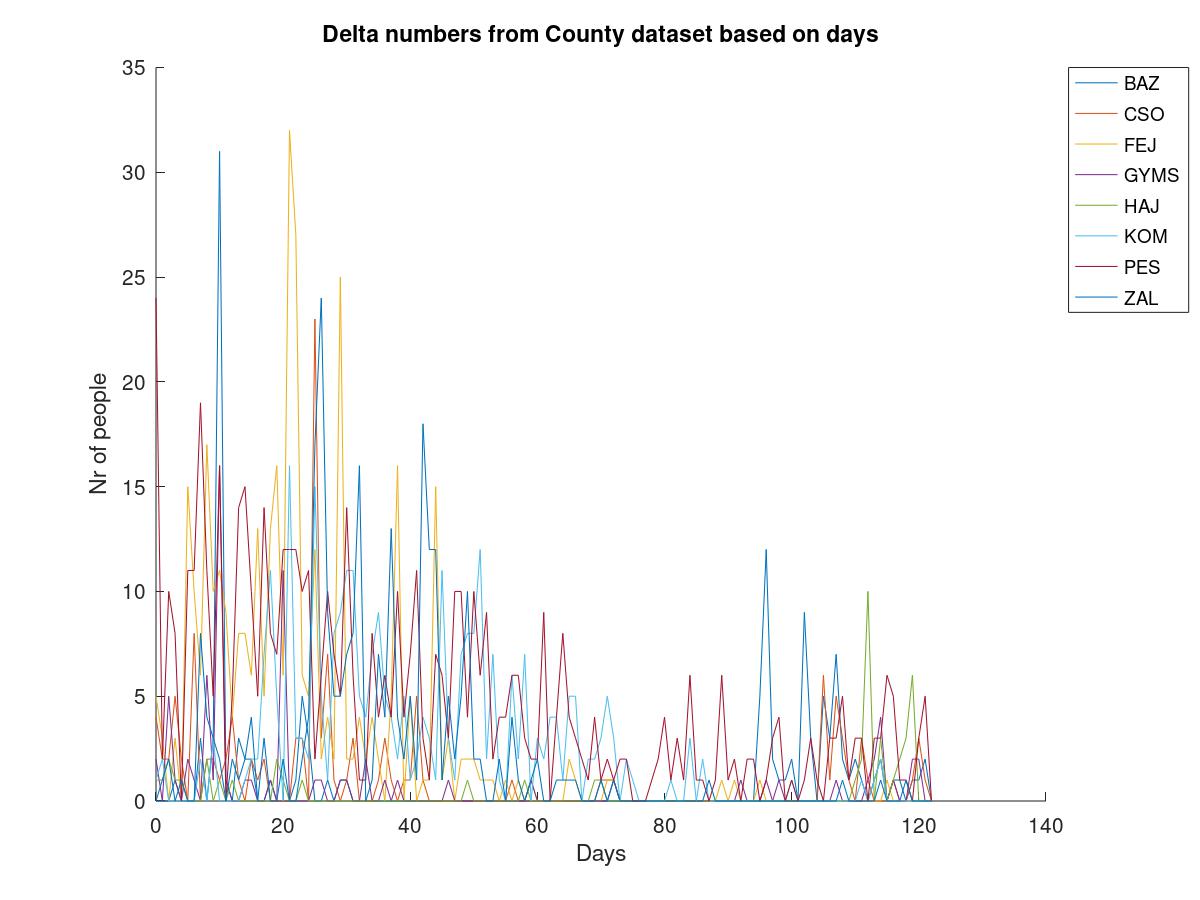 Delta numbers from County dataset based on days
35
30
25
20
15
10
5
0
Nr of people
0 20 40 60 80 100 120 140
Days
BAZ
CSO
FEJ
GYMS
HAJ
KOM
PES
ZAL